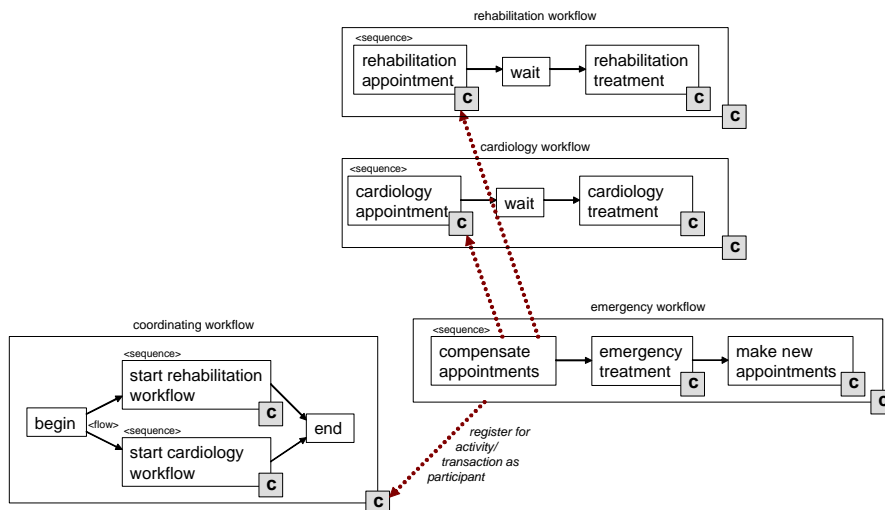 rehabilitation workflow
<sequence>
rehabilitation
appointment
C
wait
rehabilitation
treatment
C
C
cardiology workflow
<sequence>
cardiology
appointment
C
wait
cardiology
treatment
C
C
emergency workflow
<sequence>
compensate
appointments
emergency
treatment
C
make new
appointments
C
C
coordinating workflow
begin
<flow>
<sequence>
start rehabilitation
workflow
C
<sequence>
start cardiology
workflow
C
end
C
register for
activity/
transaction as
participant